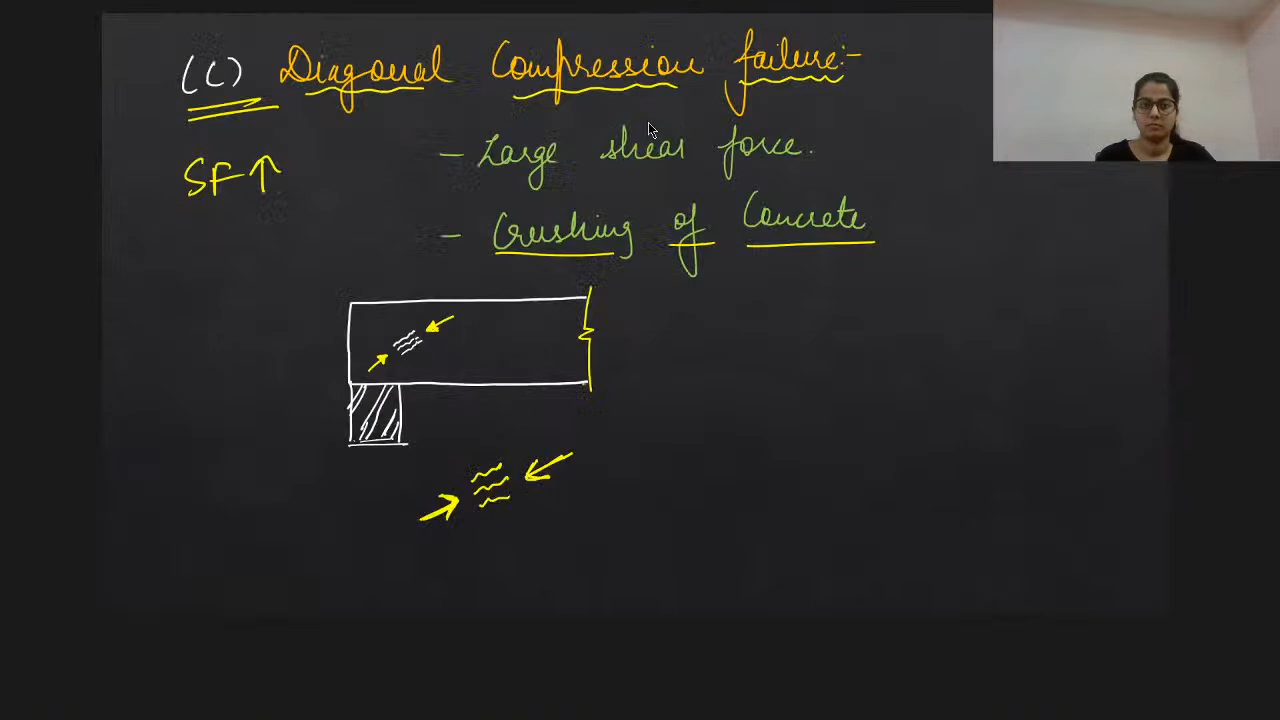 (C) Diagonal Compression failure:-
SF↑
- Large shear force.
- Crushing of Concrete